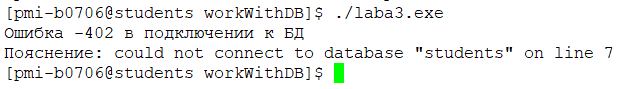 [pmi-b0706@students workWithDB]$ ./laba3.exe
Ошибка -402 в подключении к БД
Пояснение: could not connect to database "students" on line 7
[pmi-b0706@students workWithDB]$